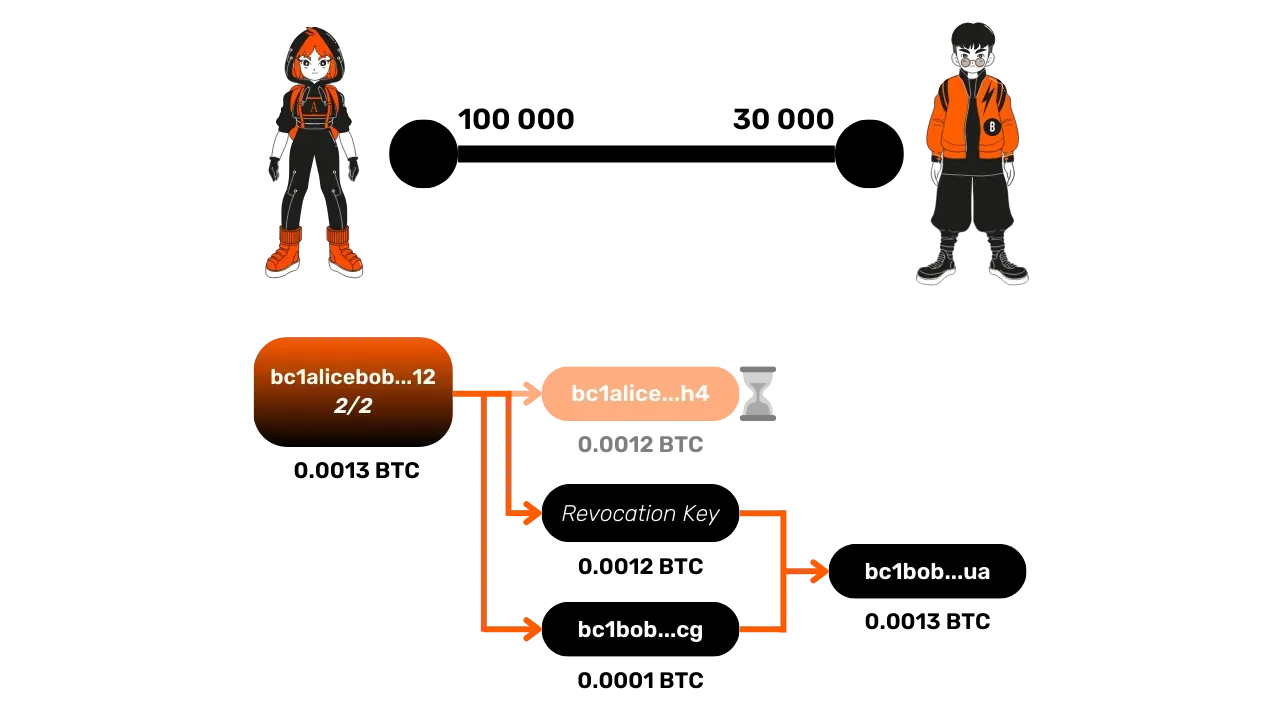 A
100 000
30 000
B
bc1alicebob...12
2/2
0.0013 BTC
bc1alice...h4
0.0012 BTC
Revocation Key
0.0012 BTC
bc1bob...cg
0.0001 BTC
bc1bob...ua
0.0013 BTC